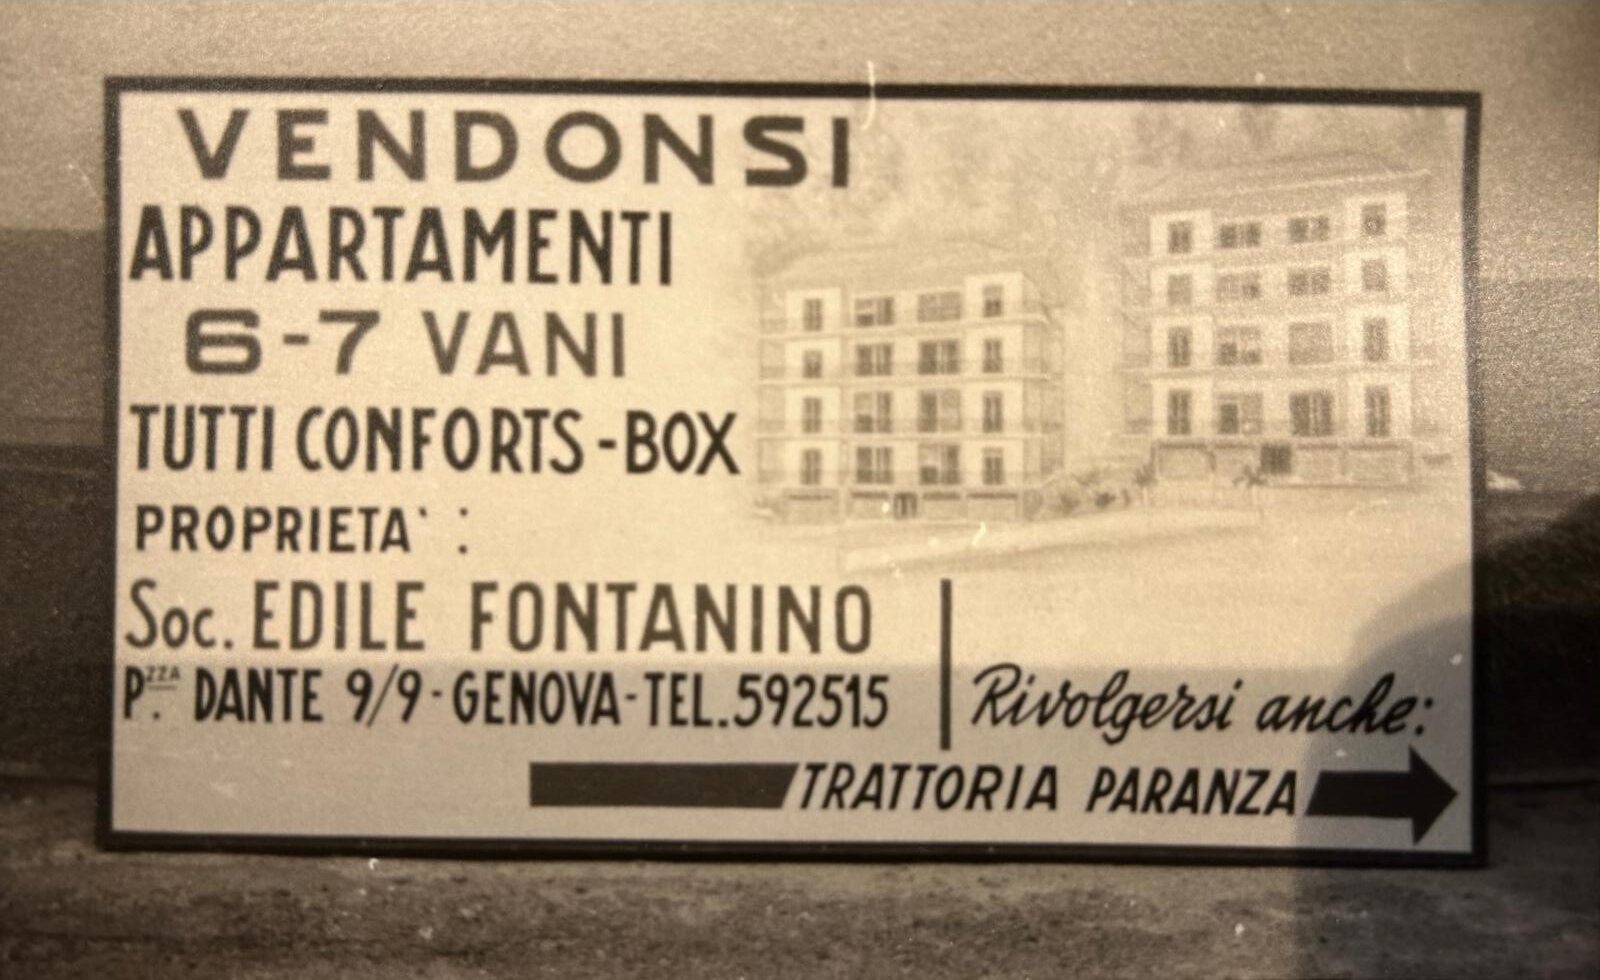 VENDONSI
APPARTAMENTI
6-7 VANI
TUTTI CONFORTS-BOX
PROPRIETA` :
Soc. EDILE FONTANINO
P.ZZA DANTE 9/9-GENOVA-TEL.592515
Rivolgersi anche:
TRATTORIA PARANZA